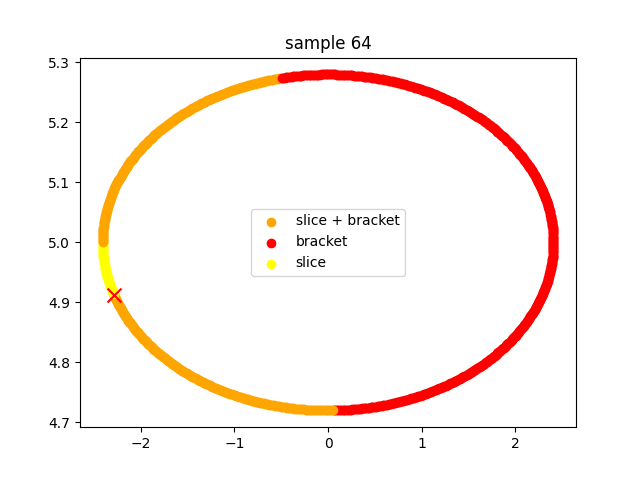 sample 64
5.3
5.2
5.1
5.0
4.9
4.8
4.7
slice + bracket
bracket
slice
−2 −1 0 1 2